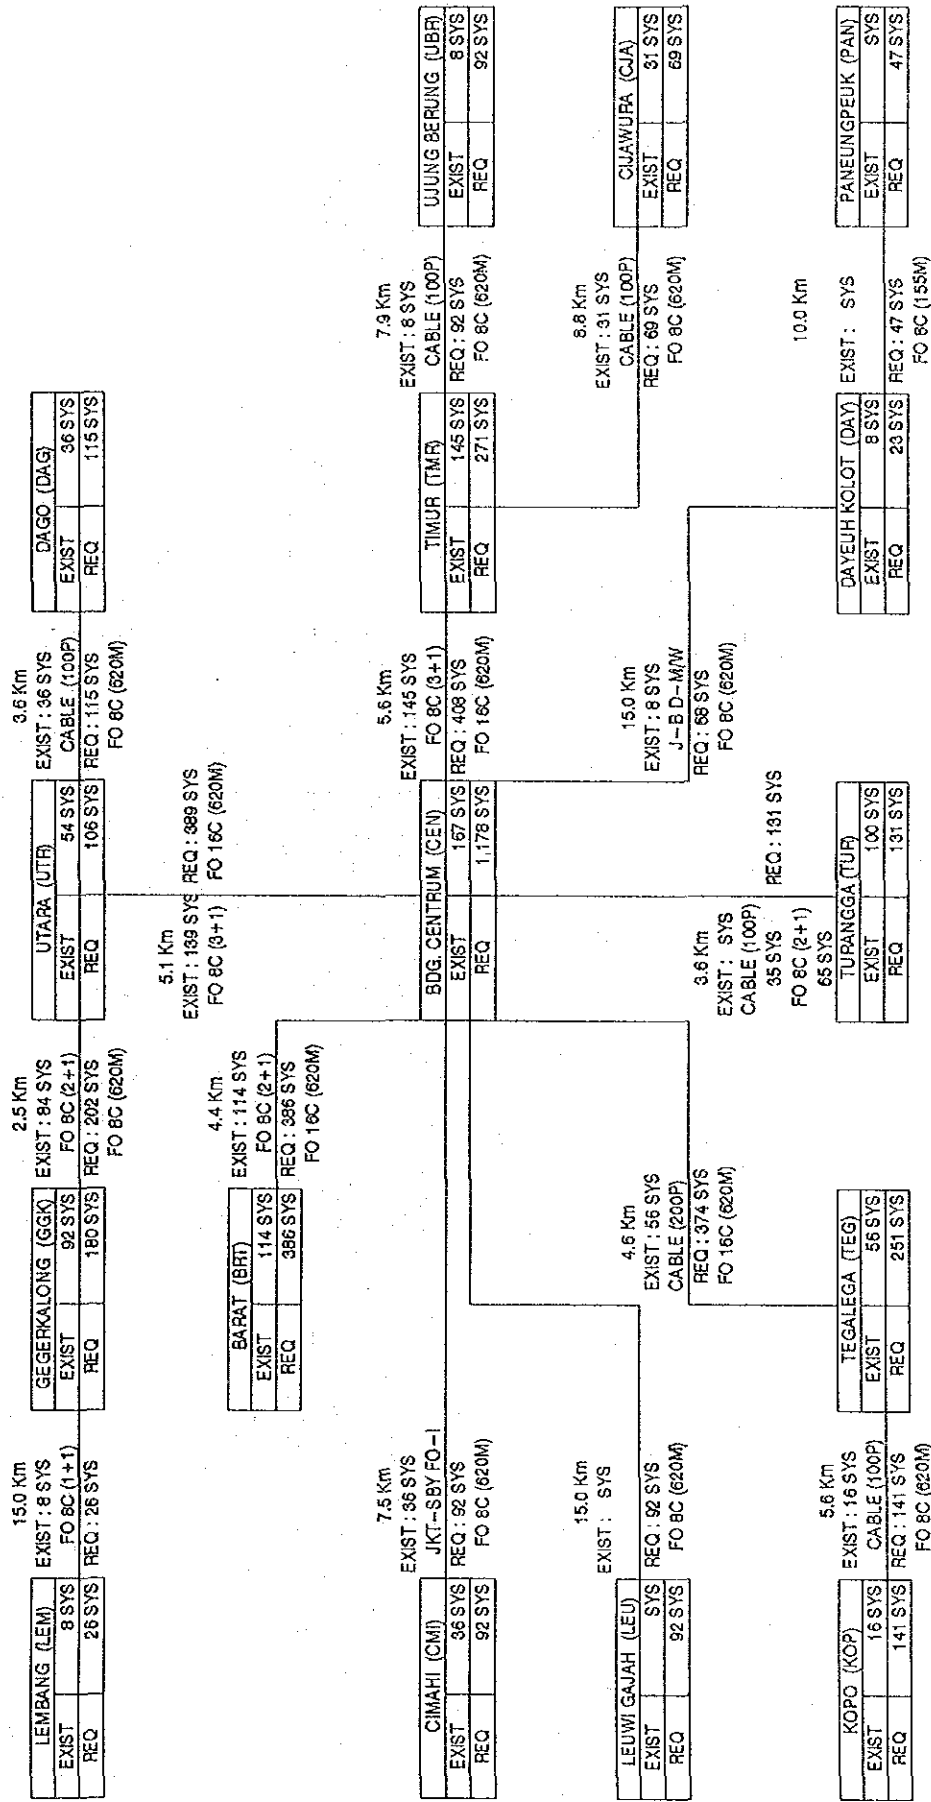 LEMBANG (LEM)
EXIST 8 SYS
REQ 26 SYS
15.0 Km
EXIST : 8 SYS
FO 8C (1+1)
REQ : 26 SYS
GEGERKALONG (GGK)
EXIST 92 SYS
REQ 180 SYS
2.5 Km
EXIST : 84 SYS
FO 8C (2+1)
REQ : 202 SYS
FO 8C (620M)
UTARA (UTR)
EXIST 54 SYS
REQ 106 SYS
3.6 Km
EXIST : 36 SYS
CABLE (100P)
REQ : 115 SYS
FO 8C (620M)
DAGO (DAG)
EXIST 36 SYS
REQ 115 SYS
5.1 Km
EXIST : 139 SYS REQ : 389 SYS
FO 8C (3+1) FO 16C (620M)
BARAT (BRT)
EXIST 114 SYS
REQ 386 SYS
4.4 Km
EXIST : 114 SYS
FO 8C (2+1)
REQ : 386 SYS
FO 16C (620M)
CIMAHI (CMI)
EXIST 36 SYS
REQ 92 SYS
7.5 Km
EXIST : 36 SYS
JKT-SBY FO-I
REQ : 92 SYS
FO 8C (620M)
BDG. CENTRUM (CEN)
EXIST 167 SYS
REQ 1,178 SYS
5.6 Km
EXIST : 145 SYS
FO 8C (3+1)
REQ : 408 SYS
FO 16C (620M)
TIMUR (TMR)
EXIST 145 SYS
REQ 271 SYS
7.9 Km
EXIST : 8 SYS
CABLE (100P)
REQ : 92 SYS
FO 8C (620M)
UJUNG BERUNG (UBR)
EXIST 8 SYS
REQ 92 SYS
LEUWI GAJAH (LEU)
EXIST SYS
REQ 92 SYS
15.0 Km
EXIST : SYS
REQ : 92 SYS
FO 8C (620M)
4.6 Km
EXIST : 56 SYS
CABLE (200P)
REQ : 374 SYS
FO 16C (620M)
15.0 Km
EXIST : 8 SYS
J-B D-M/W
REQ : 68 SYS
FO 8C (620M)
8.8 Km
EXIST : 31 SYS
CABLE (100P)
REQ : 69 SYS
FO 8C (620M)
CIJAWURA (CJA)
EXIST 31 SYS
REQ 69 SYS
3.6 Km
EXIST : SYS REQ : 131 SYS
CABLE (100P)
35 SYS
FO 8C (2+1)
65 SYS
KOPO (KOP)
EXIST 16 SYS
REQ 141 SYS
5.6 Km
EXIST : 16 SYS
CABLE (100P)
REQ : 141 SYS
FO 8C (620M)
TEGALEGA (TEG)
EXIST 56 SYS
REQ 251 SYS
TURANGGA (TUR)
EXIST 100 SYS
REQ 131 SYS
DAYEUH KOLOT (DAY)
EXIST 8 SYS
REQ 23 SYS
10.0 Km
EXIST : SYS
REQ : 47 SYS
FO 8C (155M)
PANEUNGPEUK (PAN)
EXIST SYS
REQ 47 SYS